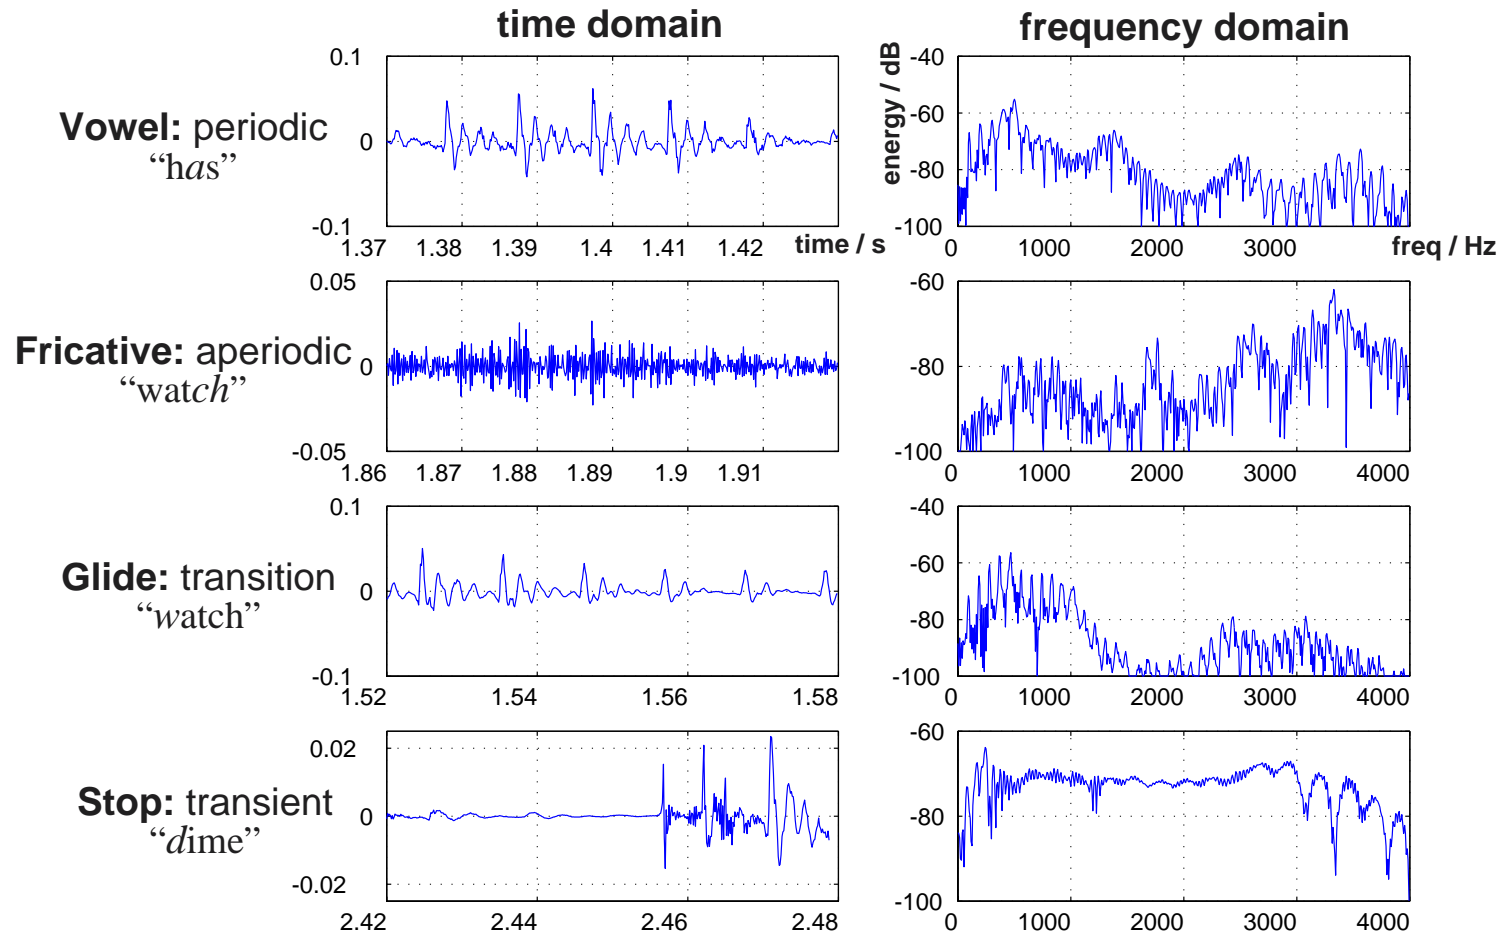 time domain
frequency domain
Vowel: periodic
“has”
0.1
0
-0.1
1.37 1.38 1.39 1.4 1.41 1.42 time / s
energy / dB
-40
-60
-80
-100
0 1000 2000 3000 freq / Hz
Fricative: aperiodic
“watch”
0.05
0
-0.05
1.86 1.87 1.88 1.89 1.9 1.91
-60
-80
-100
0 1000 2000 3000 4000
Glide: transition
“watch”
0.1
0
-0.1
1.52 1.54 1.56 1.58
-40
-60
-80
-100
0 1000 2000 3000 4000
Stop: transient
“dime”
0.02
0
-0.02
2.42 2.44 2.46 2.48
-60
-80
-100
0 1000 2000 3000 4000